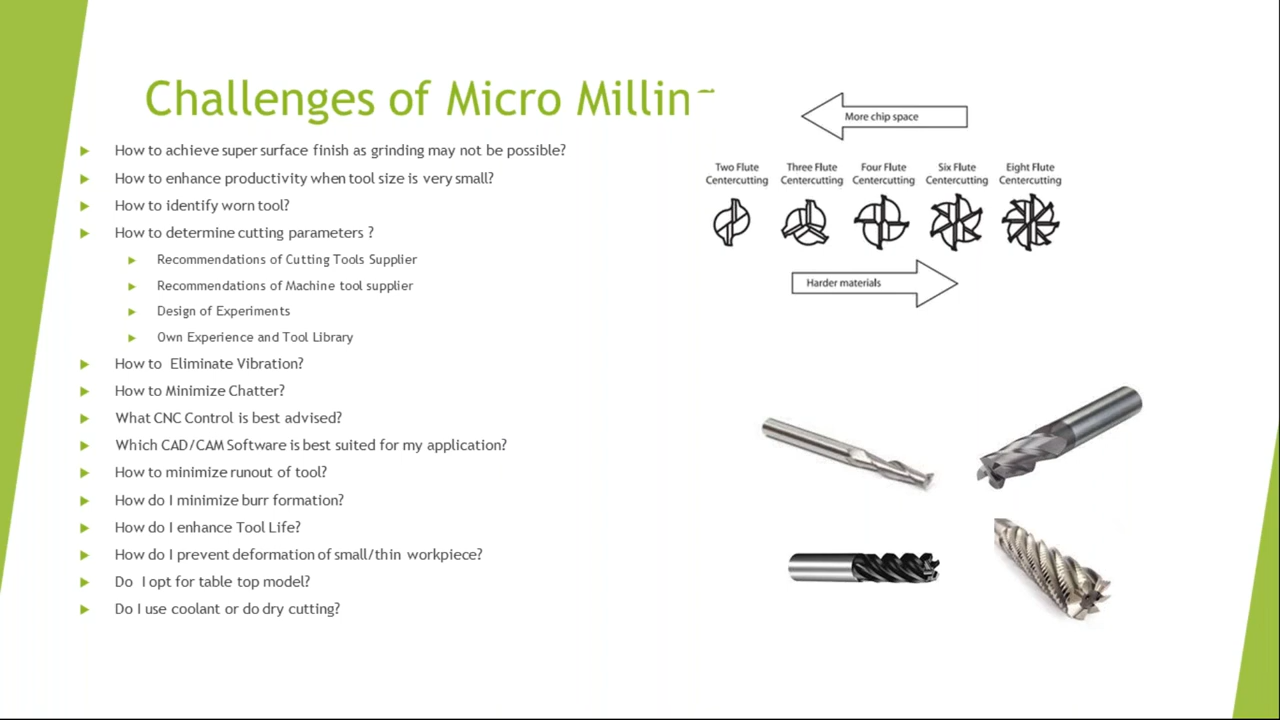 Challenges of Micro Millin
How to achieve super surface finish as grinding may not be possible?
How to enhance productivity when tool size is very small?
How to identify worn tool?
How to determine cutting parameters ?
Recommendations of Cutting Tools Supplier
Recommendations of Machine tool supplier
Design of Experiments
Own Experience and Tool Library
How to Eliminate Vibration?
How to Minimize Chatter?
What CNC Control is best advised?
Which CAD/CAM Software is best suited for my application?
How to minimize runout of tool?
How do I minimize burr formation?
How do I enhance Tool Life?
How do I prevent deformation of small/thin workpiece?
Do I opt for table top model?
Do I use coolant or do dry cutting?
More chip space
Two Flute Three Flute Four Flute Six Flute Eight Flute
Centercutting Centercutting Centercutting Centercutting Centercutting
Harder materials